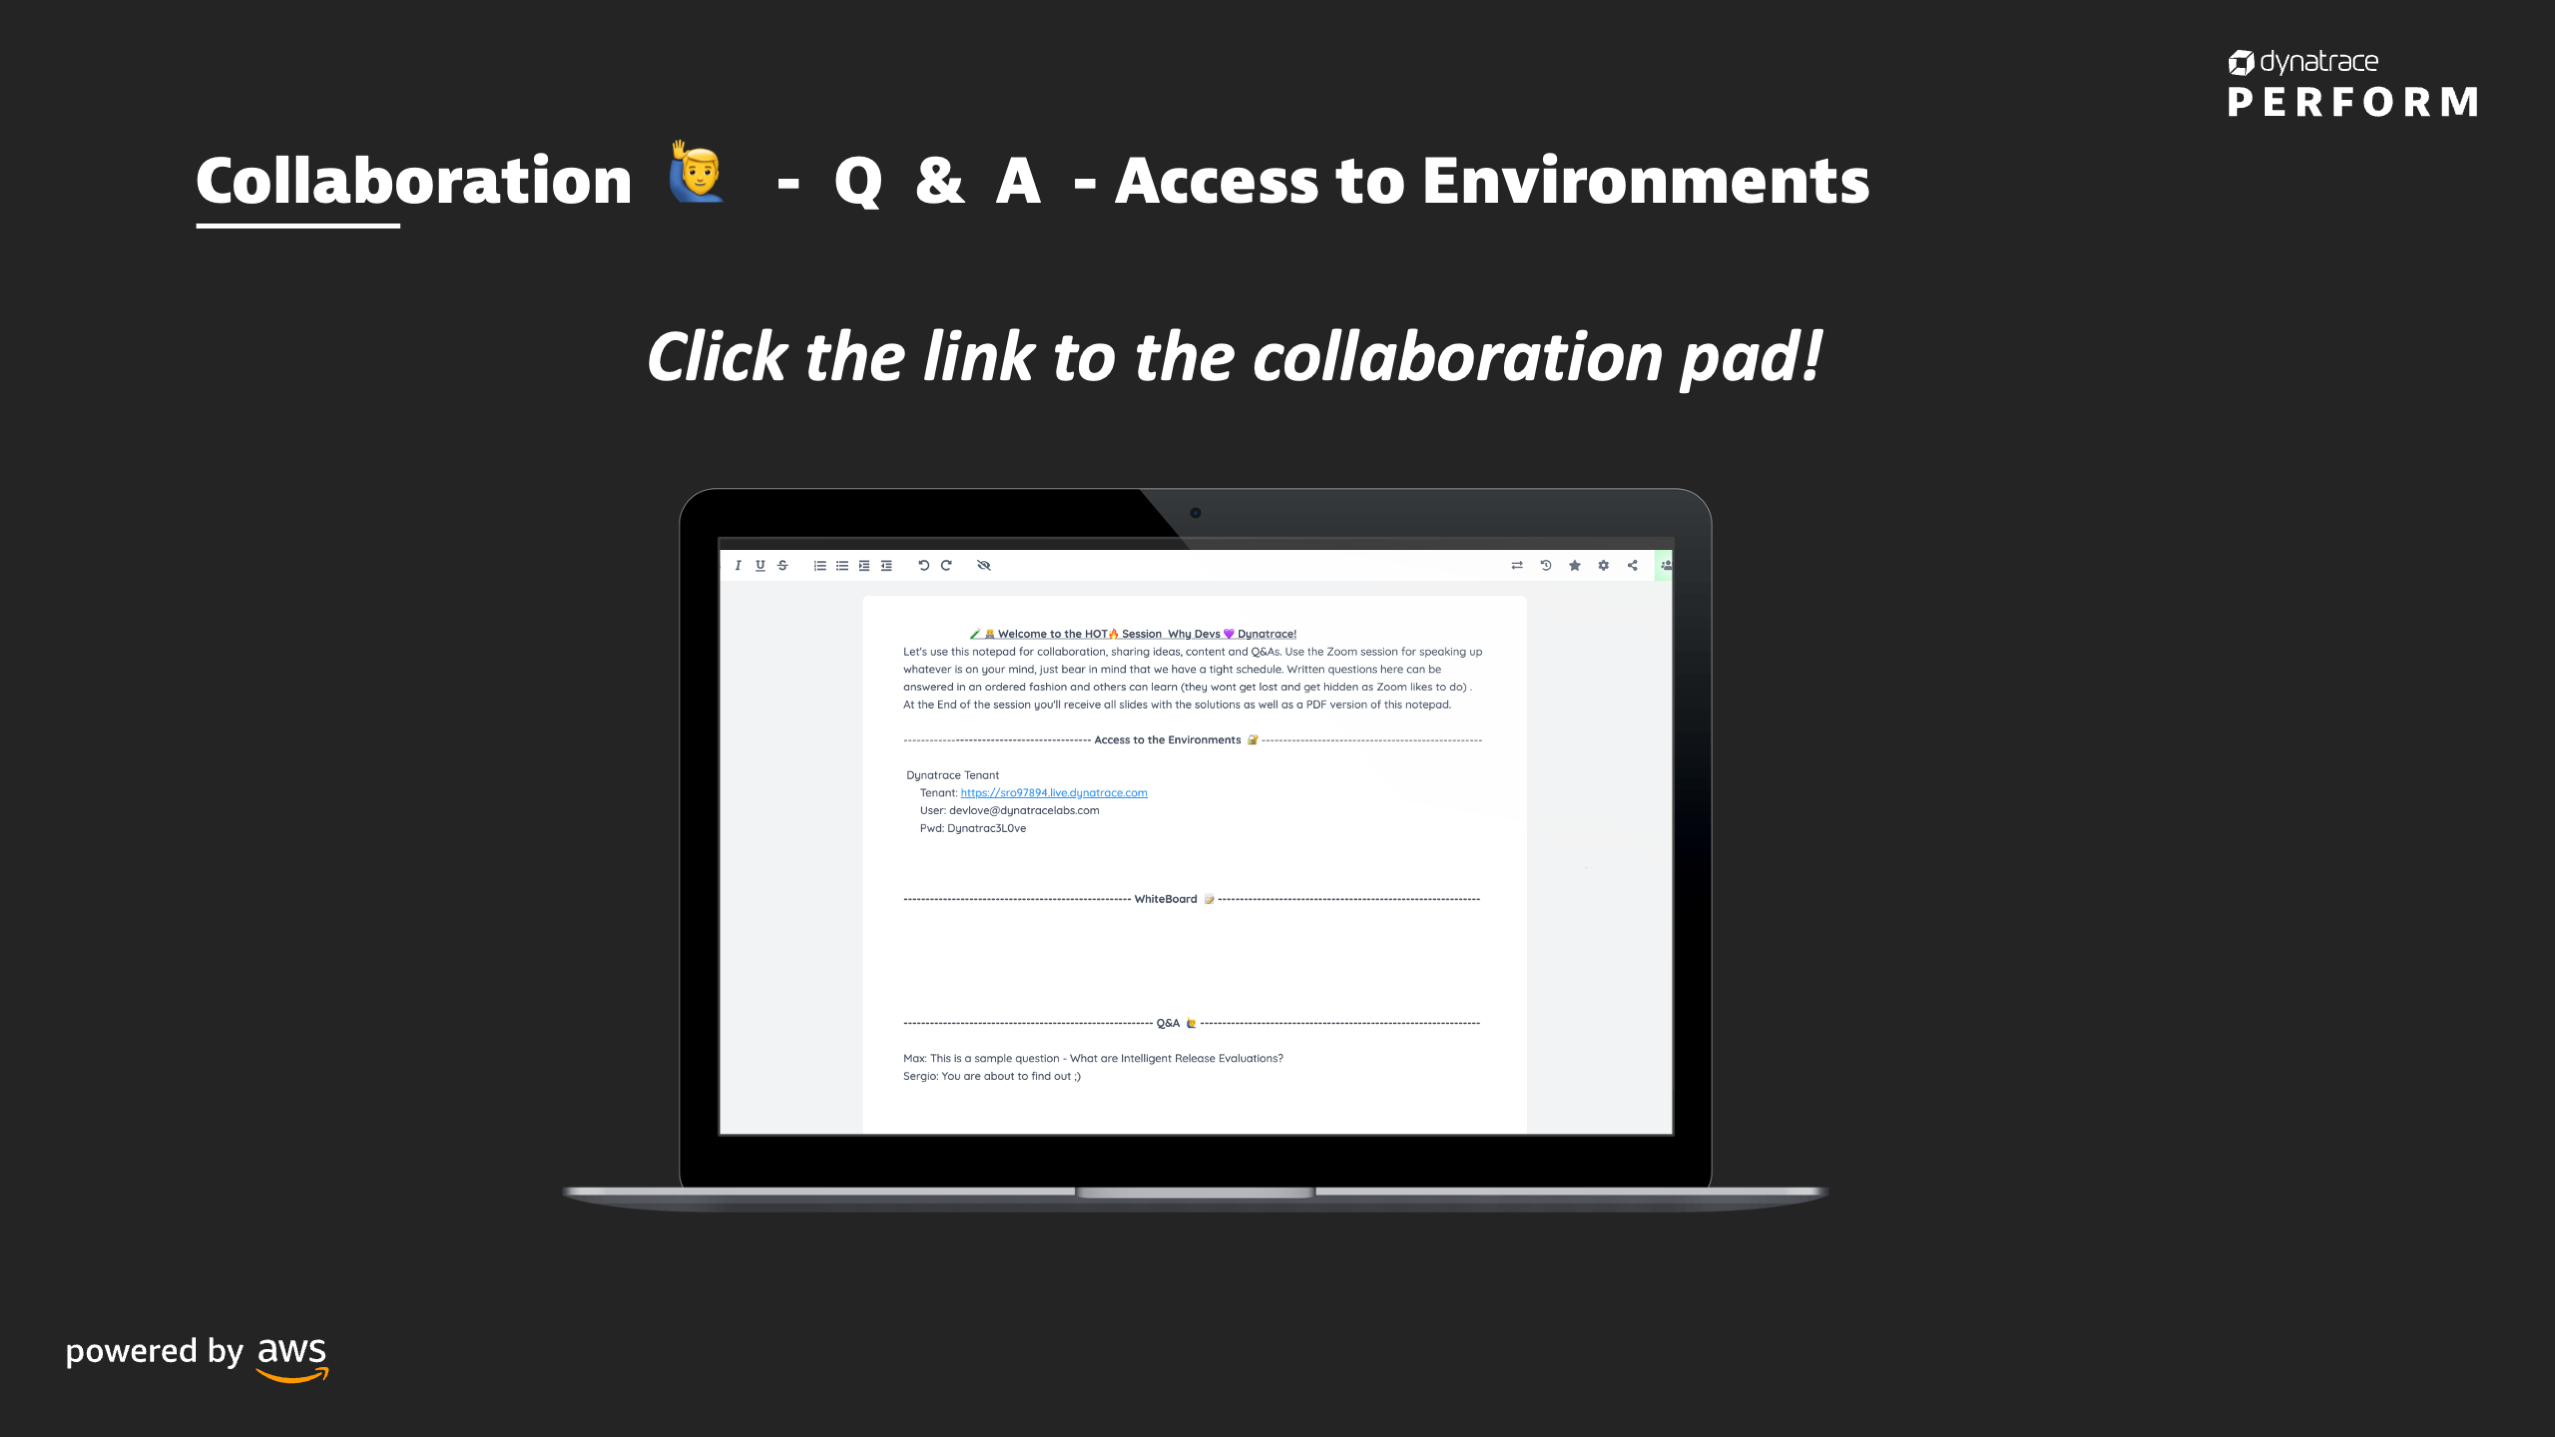 dynatrace
PERFORM
Collaboration 🙋‍♂️ - Q & A - Access to Environments
Click the link to the collaboration pad!
Welcome to the HOT🔥 Session Why Devs 💜 Dynatrace!
Let's use this notepad for collaboration, sharing ideas, content and Q&As. Use the Zoom session for speaking up
whatever is on your mind, just bear in mind that we have a tight schedule. Written questions here can be
answered in an ordered fashion and others can learn (they wont get lost and get hidden as Zoom likes to do) .
At the End of the session you'll receive all slides with the solutions as well as a PDF version of this notepad.
Access to the Environments 🔐
Dynatrace Tenant
Tenant: https://sro97894.live.dynatrace.com
User: devlove@dynatracelabs.com
Pwd: Dynatrac3L0ve
WhiteBoard 📝
Q&A 🙋‍♂️
Max: This is a sample question - What are Intelligent Release Evaluations?
Sergio: You are about to find out ;)
powered by aws